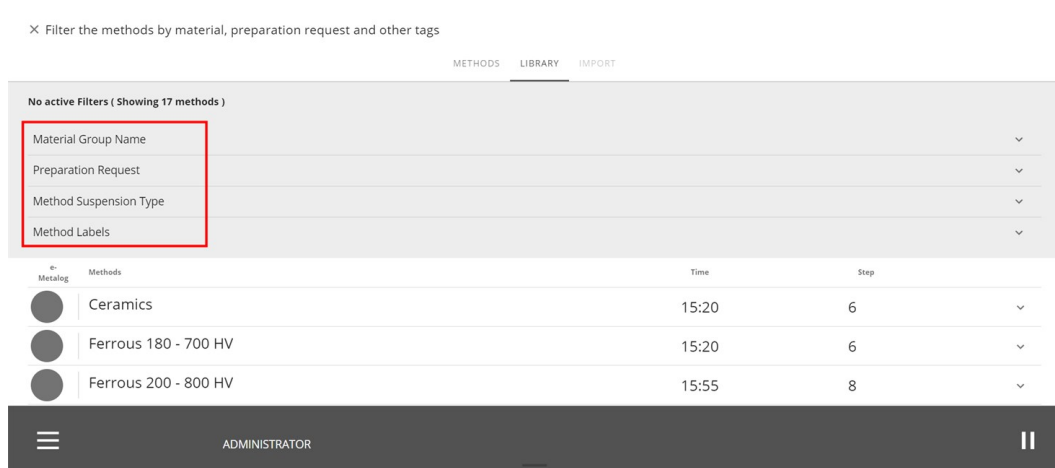 × Filter the methods by material, preparation request and other tags
METHODS LIBRARY IMPORT
No active Filters ( Showing 17 methods )
Material Group Name
Preparation Request
Method Suspension Type
Method Labels
e-
Metalog Methods Time Step
Ceramics 15:20 6
Ferrous 180 - 700 HV 15:20 6
Ferrous 200 - 800 HV 15:55 8
ADMINISTRATOR